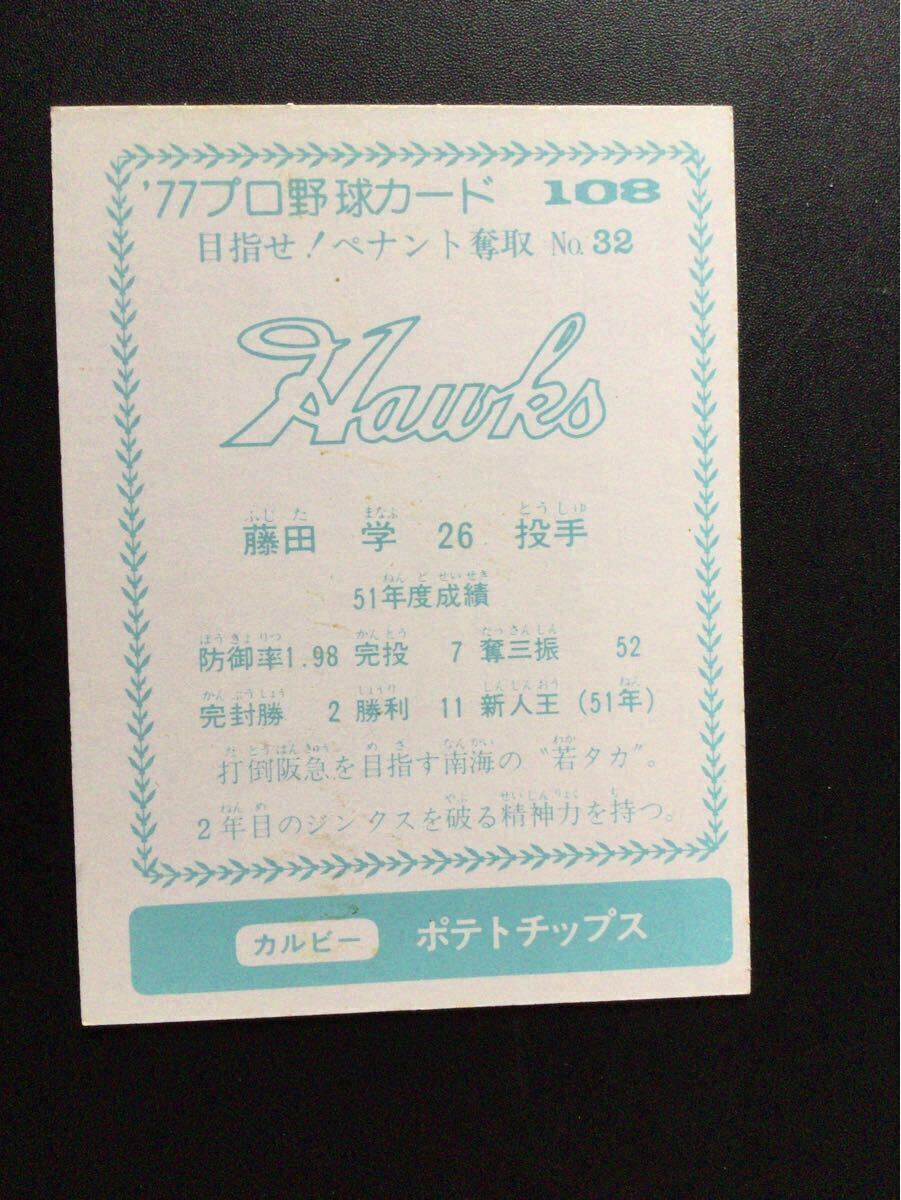 '77プロ野球カード 108
目指せ!ペナント奪取 No. 32
Hawks
ふじ た まなぶ とうしゅ
藤田 学 26 投手
ねん ど せいせき
51年度成績
ぼうぎょ りつ かんとう だっさんしん
防御率1.98 完投 7 奪三振 52
かん ぷうしょう しょうり しんじんおう ねん
完封勝 2 勝利 11 新人王(51年)
だ とうはんきゅう め ざ なんかい わか
打倒阪急を目指す南海の“若タカ”。
ねん め やぶ せいしんりょく も
2年目のジンクスを破る精神力を持つ。
カルビー ポテトチップス